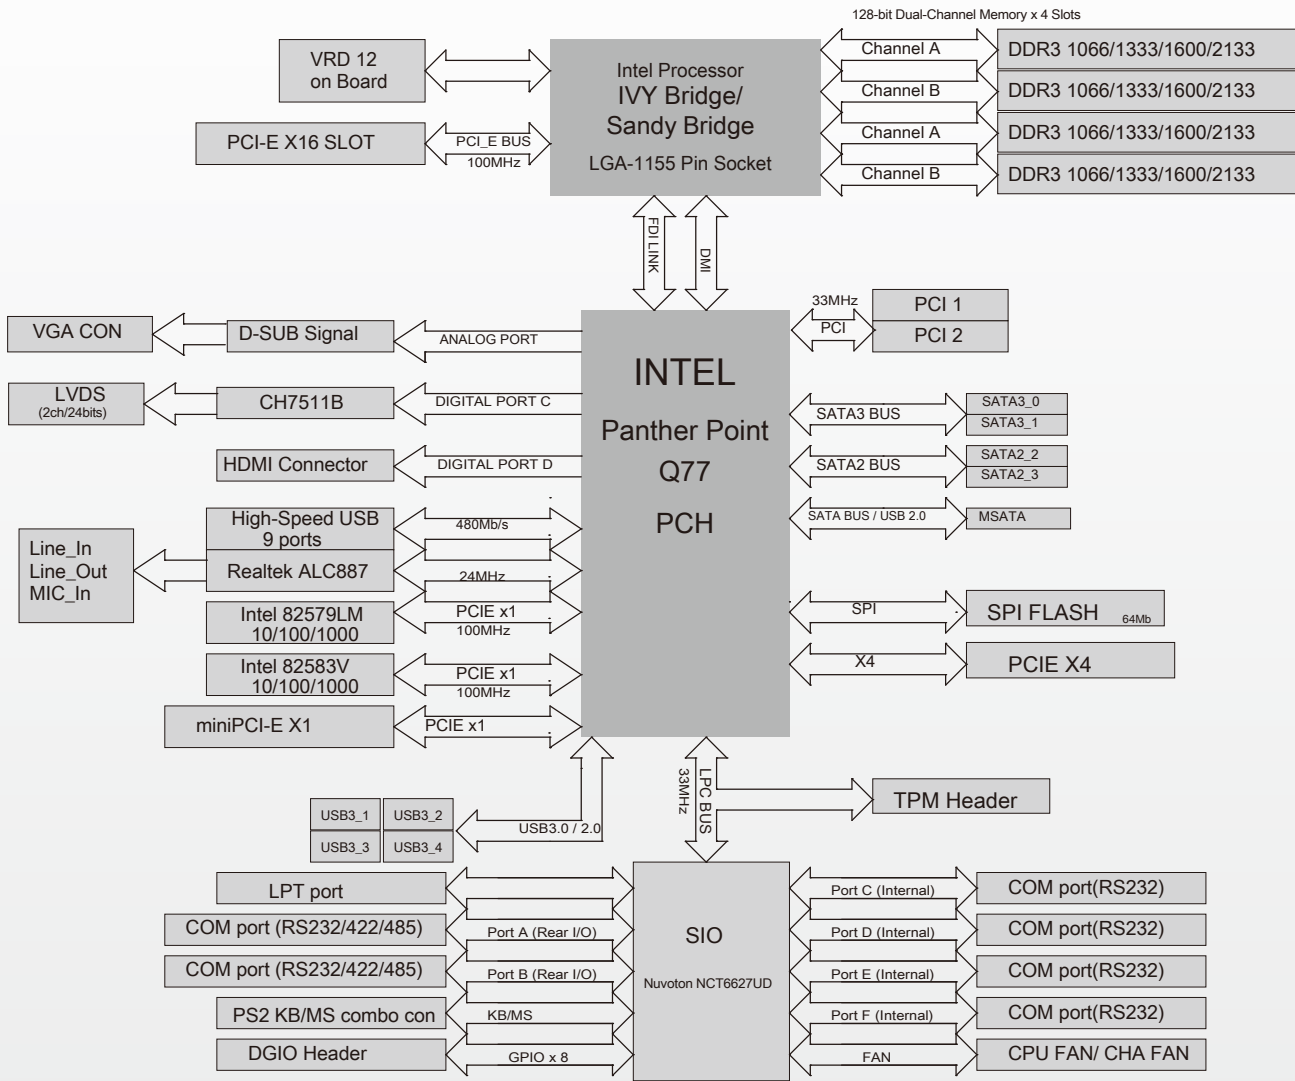 128-bit Dual-Channel Memory x 4 Slots
VRD 12
on Board
PCI-E X16 SLOT
PCI_E BUS
100MHz
Intel Processor
IVY Bridge/
Sandy Bridge
LGA-1155 Pin Socket
Channel A
DDR3 1066/1333/1600/2133
Channel B
DDR3 1066/1333/1600/2133
Channel A
DDR3 1066/1333/1600/2133
Channel B
DDR3 1066/1333/1600/2133
FDI LINK
DMI
VGA CON
D-SUB Signal
ANALOG PORT
LVDS
(2ch/24bits)
CH7511B
DIGITAL PORT C
HDMI Connector
DIGITAL PORT D
High-Speed USB
9 ports
480Mb/s
Line_In
Line_Out
MIC_In
Realtek ALC887
24MHz
Intel 82579LM
10/100/1000
PCIE x1
100MHz
Intel 82583V
10/100/1000
PCIE x1
100MHz
miniPCI-E X1
PCIE x1
INTEL
Panther Point
Q77
PCH
33MHz
PCI
PCI 1
PCI 2
SATA3 BUS
SATA3_0
SATA3_1
SATA2 BUS
SATA2_2
SATA2_3
SATA BUS / USB 2.0
MSATA
SPI
SPI FLASH 64Mb
X4
PCIE X4
USB3_1
USB3_2
USB3_3
USB3_4
USB3.0 / 2.0
LPC BUS
33MHz
TPM Header
LPT port
COM port (RS232/422/485)
Port A (Rear I/O)
COM port (RS232/422/485)
Port B (Rear I/O)
PS2 KB/MS combo con
KB/MS
DGIO Header
GPIO x 8
SIO
Nuvoton NCT6627UD
Port C (Internal)
COM port(RS232)
Port D (Internal)
COM port(RS232)
Port E (Internal)
COM port(RS232)
Port F (Internal)
COM port(RS232)
FAN
CPU FAN/ CHA FAN